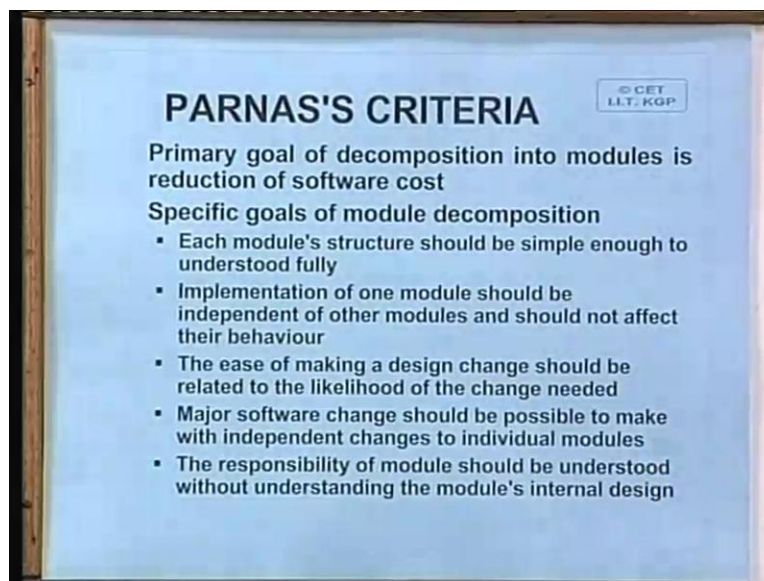 PARNAS'S CRITERIA
© CET
I.I.T. KGP
Primary goal of decomposition into modules is
reduction of software cost
Specific goals of module decomposition
▪ Each module's structure should be simple enough to
understood fully
▪ Implementation of one module should be
independent of other modules and should not affect
their behaviour
▪ The ease of making a design change should be
related to the likelihood of the change needed
▪ Major software change should be possible to make
with independent changes to individual modules
▪ The responsibility of module should be understood
without understanding the module's internal design